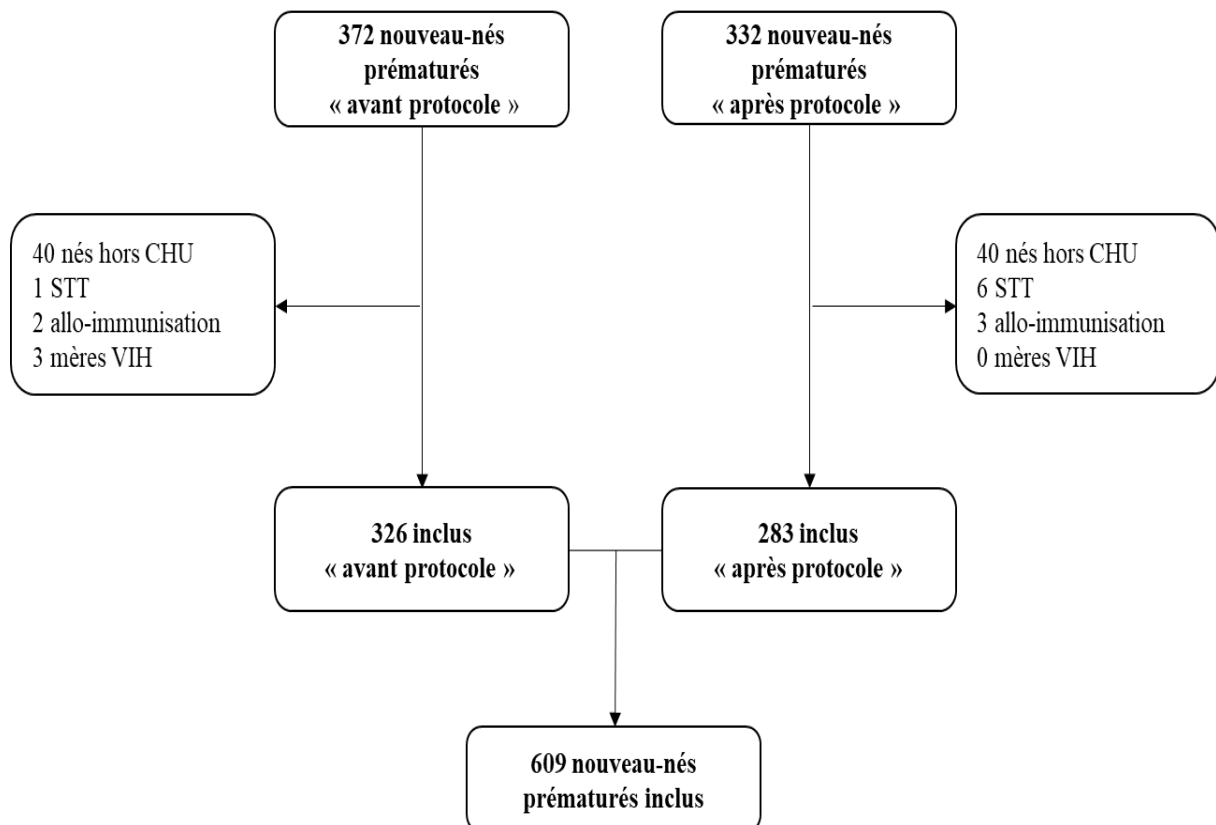 372 nouveau-nés
prématurés
« avant protocole »
332 nouveau-nés
prématurés
« après protocole »
40 nés hors CHU
1 STT
2 allo-immunisation
3 mères VIH
40 nés hors CHU
6 STT
3 allo-immunisation
0 mères VIH
326 inclus
« avant protocole »
283 inclus
« après protocole »
609 nouveau-nés
prématurés inclus